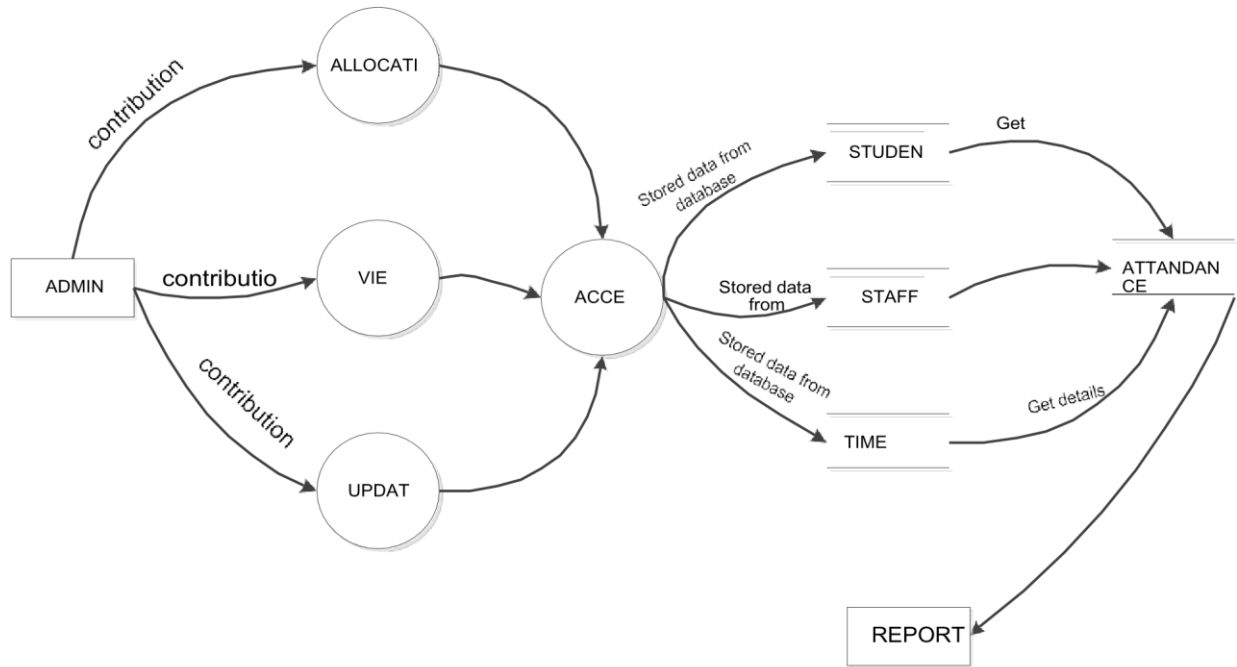 ALLOCATI
contribution
Get
STUDEN
Stored data from
database
ADMIN
contributio
VIE
ACCE
Stored data
from
STAFF
ATTANDAN
CE
Stored data from
database
contribution
Get details
TIME
UPDAT
REPORT